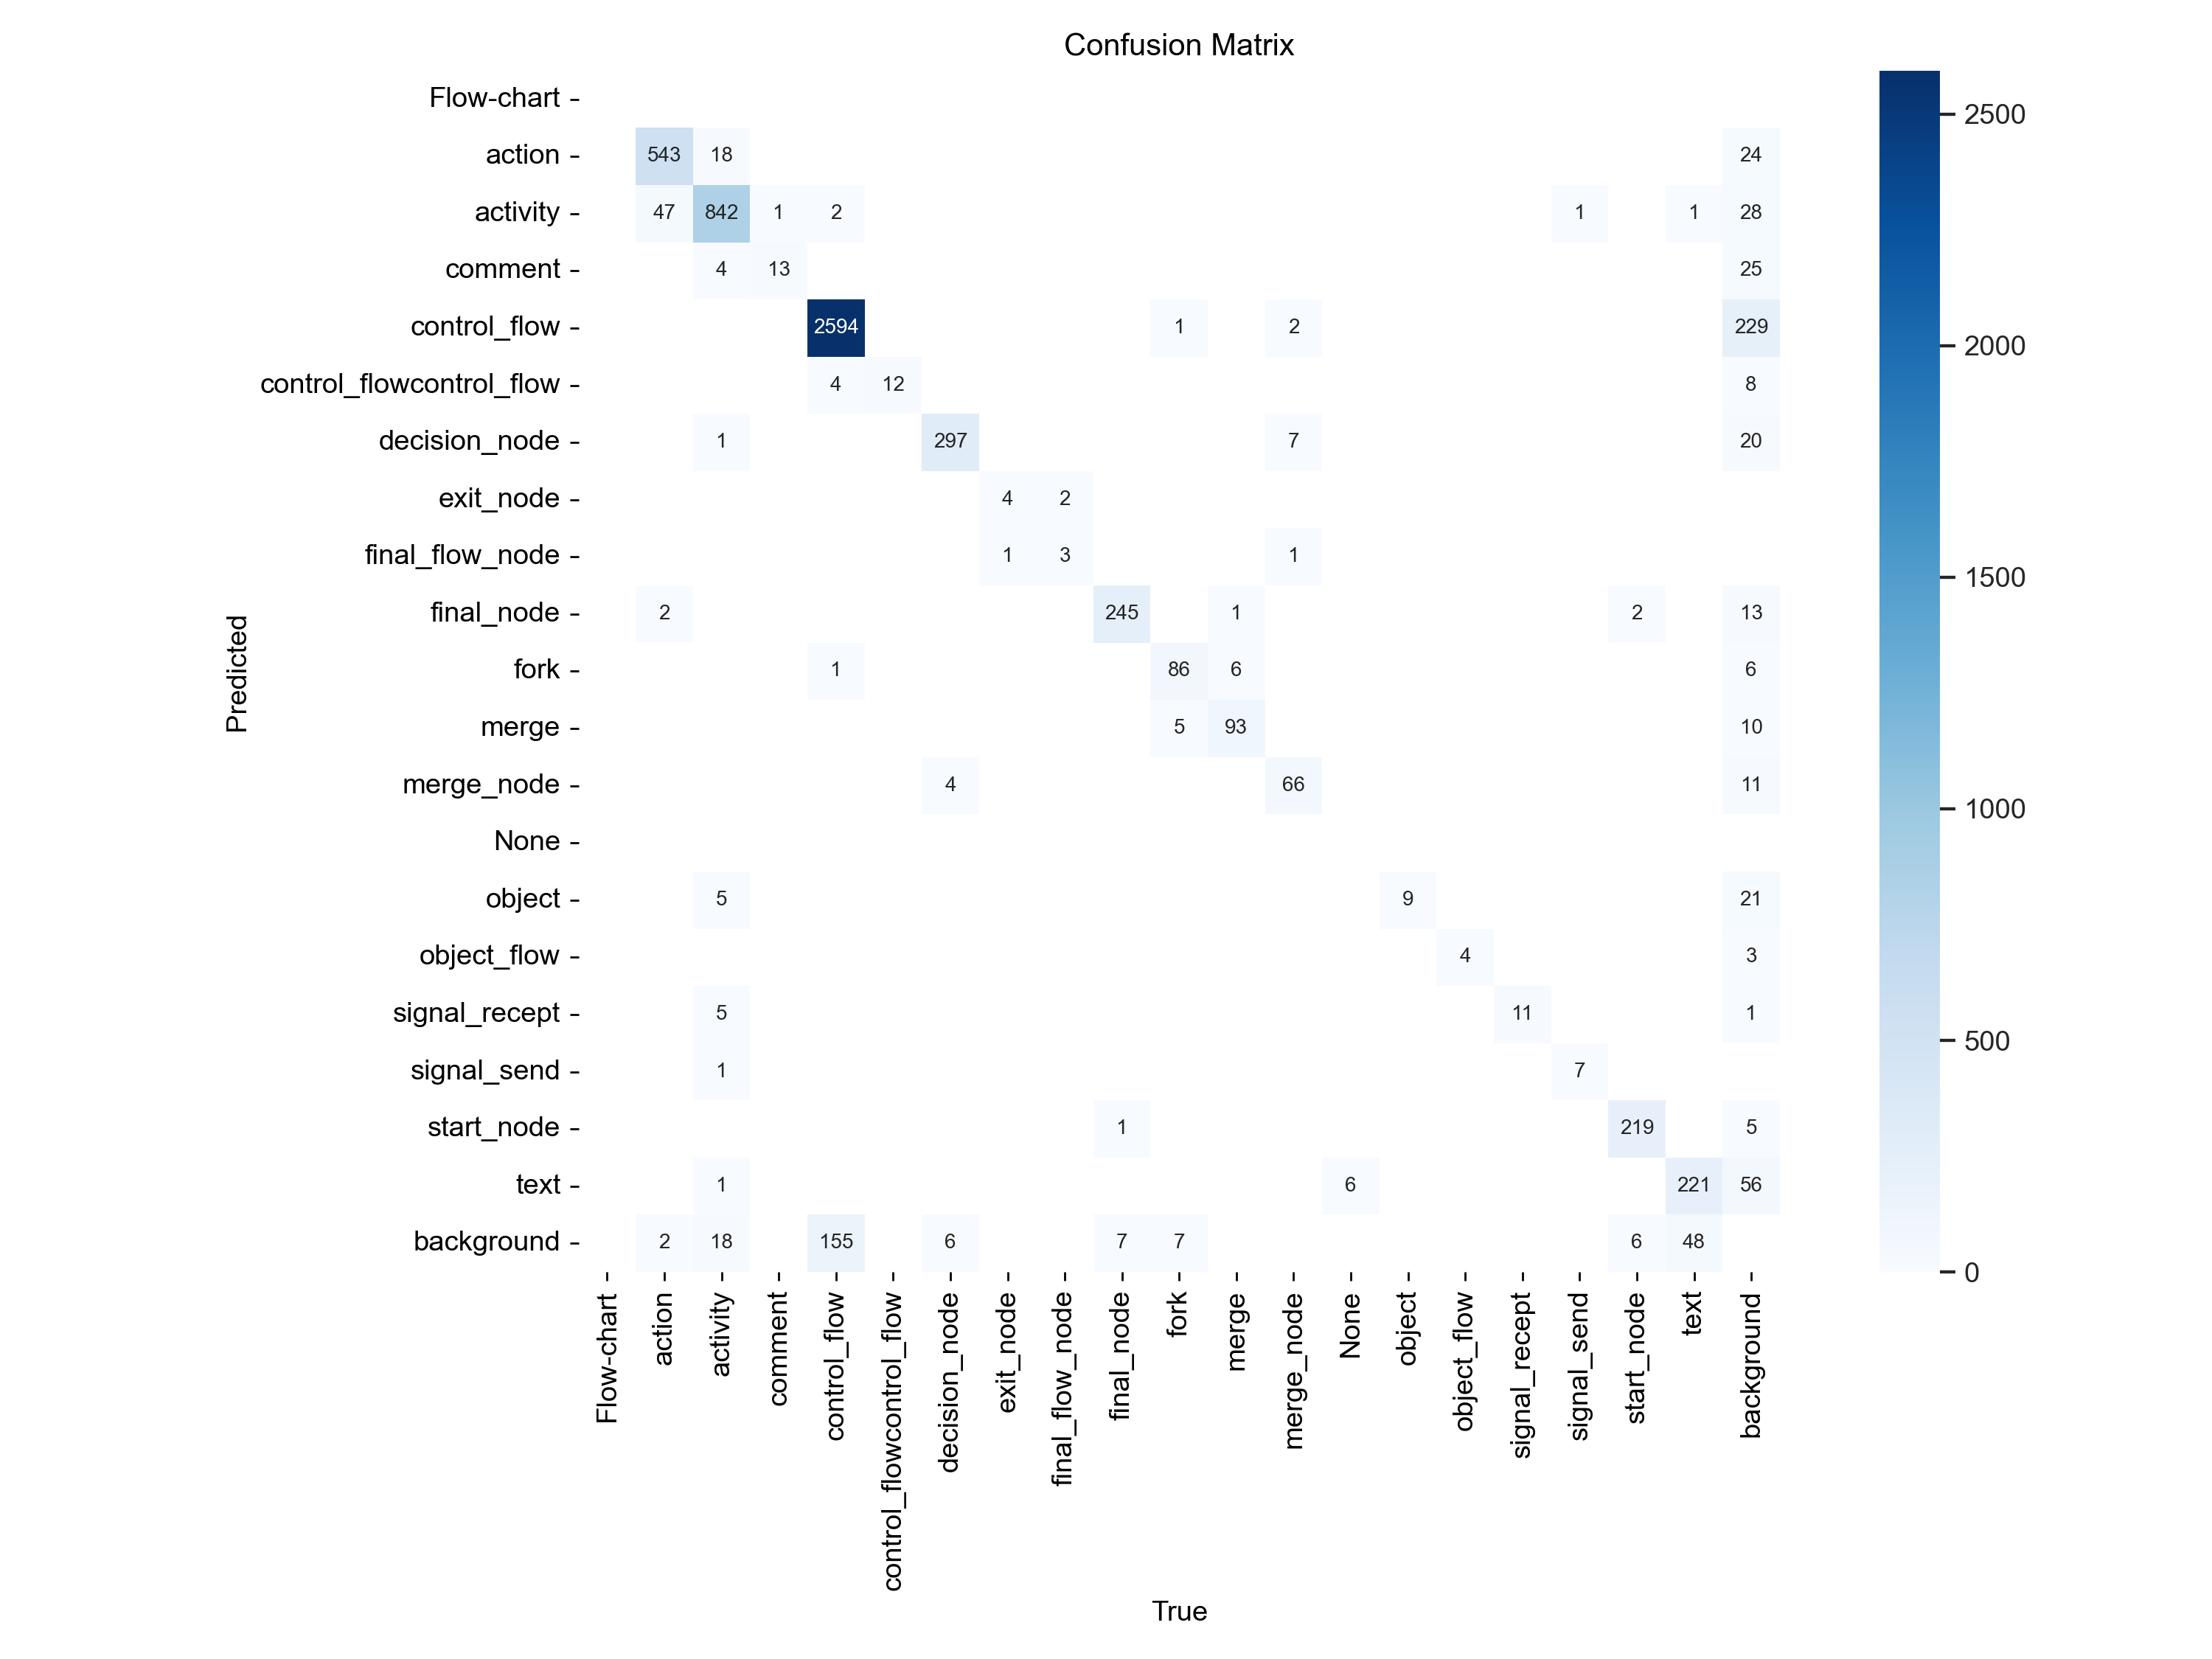 Confusion Matrix
Flow-chart
action 543 18 24
activity 47 842 1 2 1 1 28
comment 4 13 25
control_flow 2594 1 2 229
control_flowcontrol_flow 4 12 8
decision_node 1 297 7 20
exit_node 4 2
final_flow_node 1 3 1
final_node 2 245 1 2 13
fork 1 86 6 6
merge 5 93 10
merge_node 4 66 11
None
object 5 9 21
object_flow 4 3
signal_recept 5 11 1
signal_send 1 7
start_node 1 219 5
text 1 6 221 56
background 2 18 155 6 7 7 6 48
Predicted
Flow-chart
action
activity
comment
control_flow
control_flowcontrol_flow
decision_node
exit_node
final_flow_node
final_node
fork
merge
merge_node
None
object
object_flow
signal_recept
signal_send
start_node
text
background
True
2500
2000
1500
1000
500
0